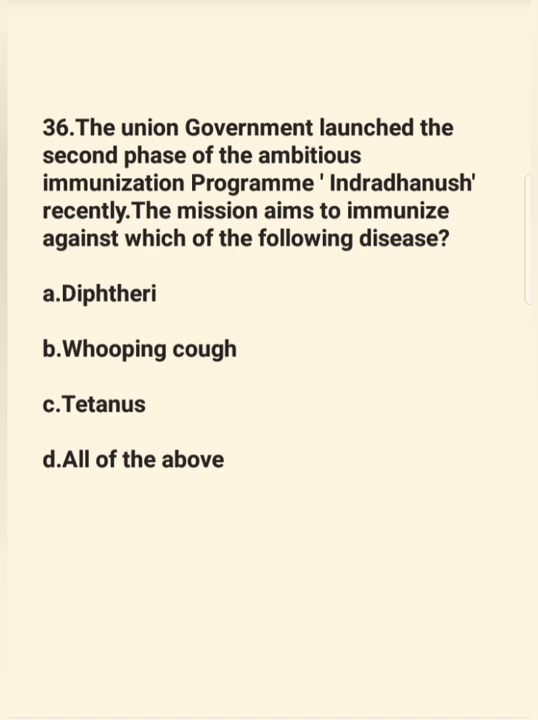 36.The union Government launched the
second phase of the ambitious
immunization Programme ' Indradhanush'
recently.The mission aims to immunize
against which of the following disease?
a.Diphtheri
b.Whooping cough
c.Tetanus
d.All of the above